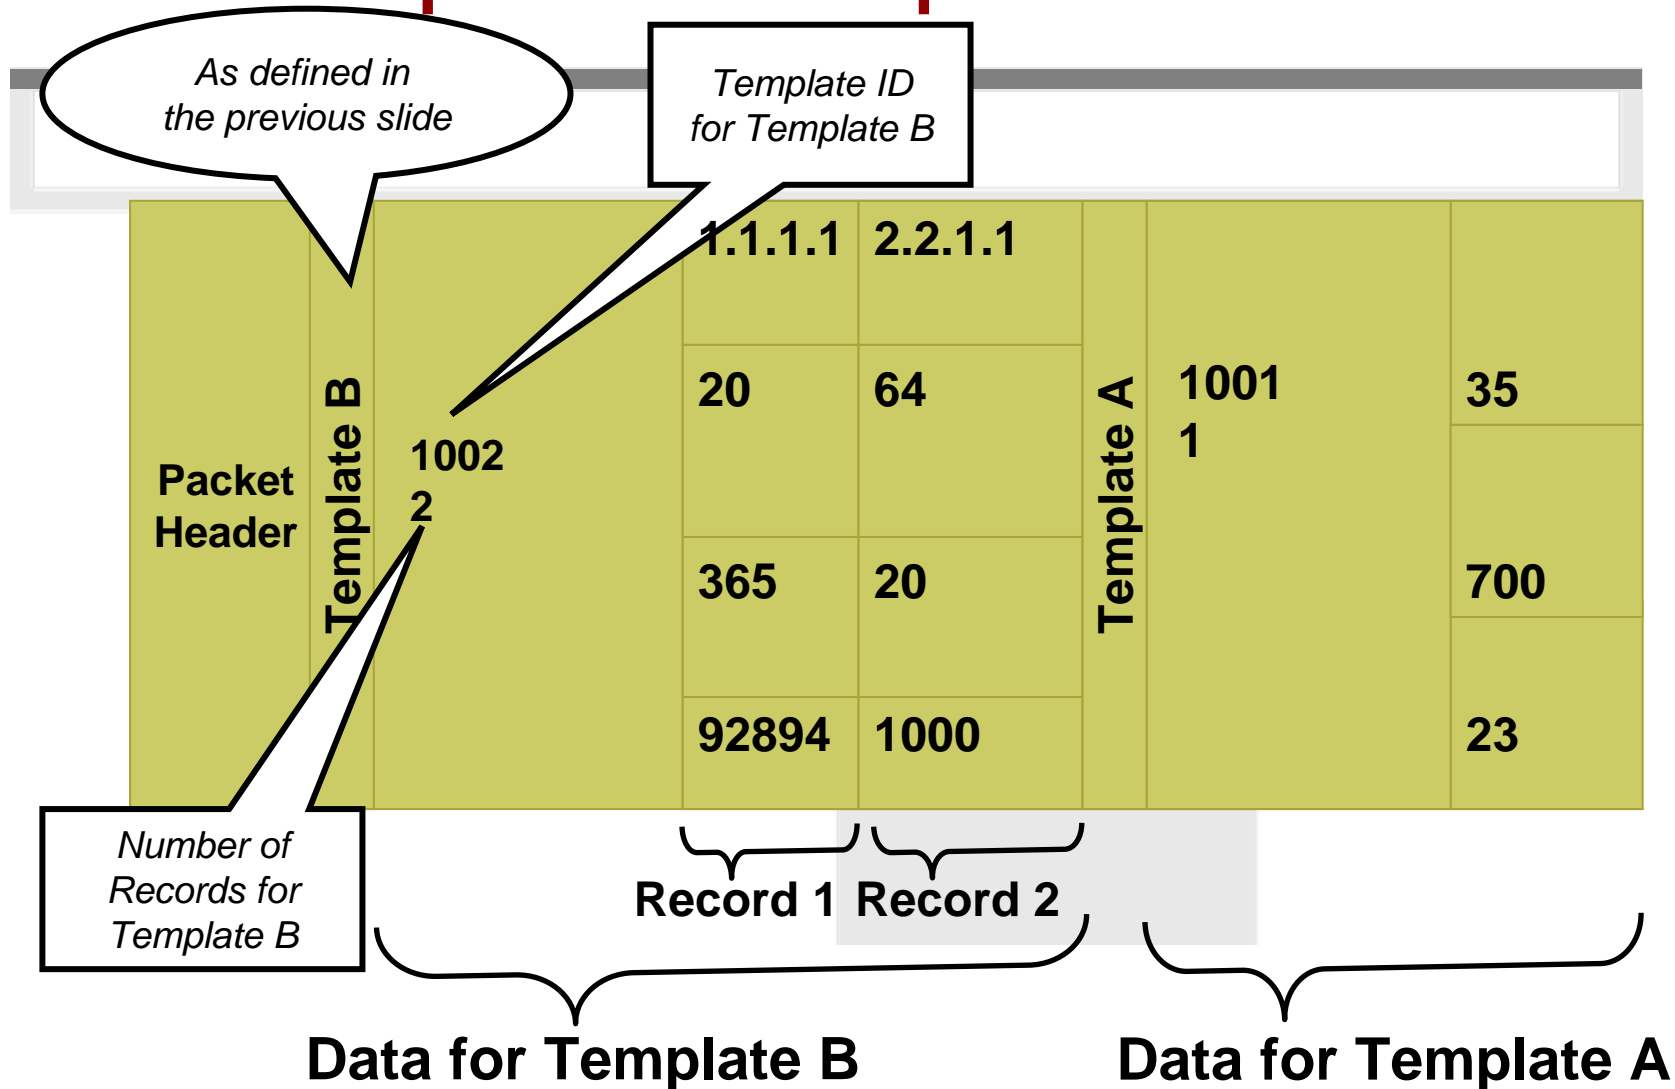 As defined in
the previous slide
Template ID
for Template B
Packet
Header
Template B
1002
2
1.1.1.1
2.2.1.1
20
64
365
20
92894
1000
Template A
1001
1
35
700
23
Number of
Records for
Template B
Record 1
Record 2
Data for Template B
Data for Template A